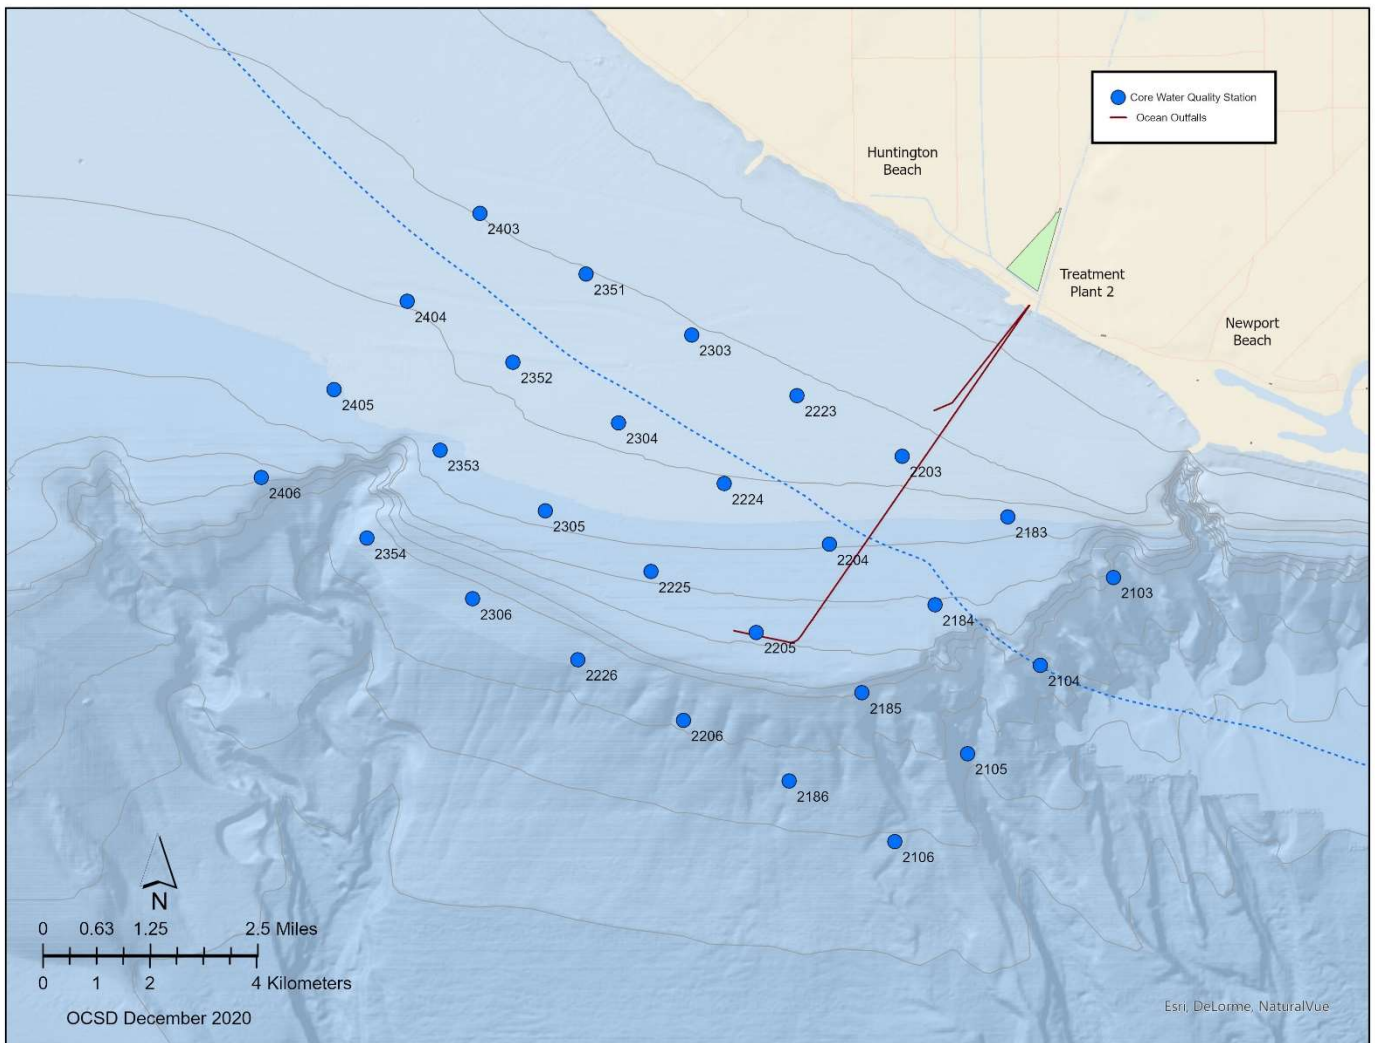 Core Water Quality Station
Ocean Outfalls
Huntington
Beach
Treatment
Plant 2
Newport
Beach
2403
2351
2404
2303
2352
2405
2223
2304
2353
2203
2406
2224
2305
2183
2354
2204
2225
2103
2306
2184
2205
2226
2104
2185
2206
2105
2186
2106
N
0 0.63 1.25 2.5 Miles
0 1 2 4 Kilometers
OCSD December 2020
Esri, DeLorme, NaturalVue